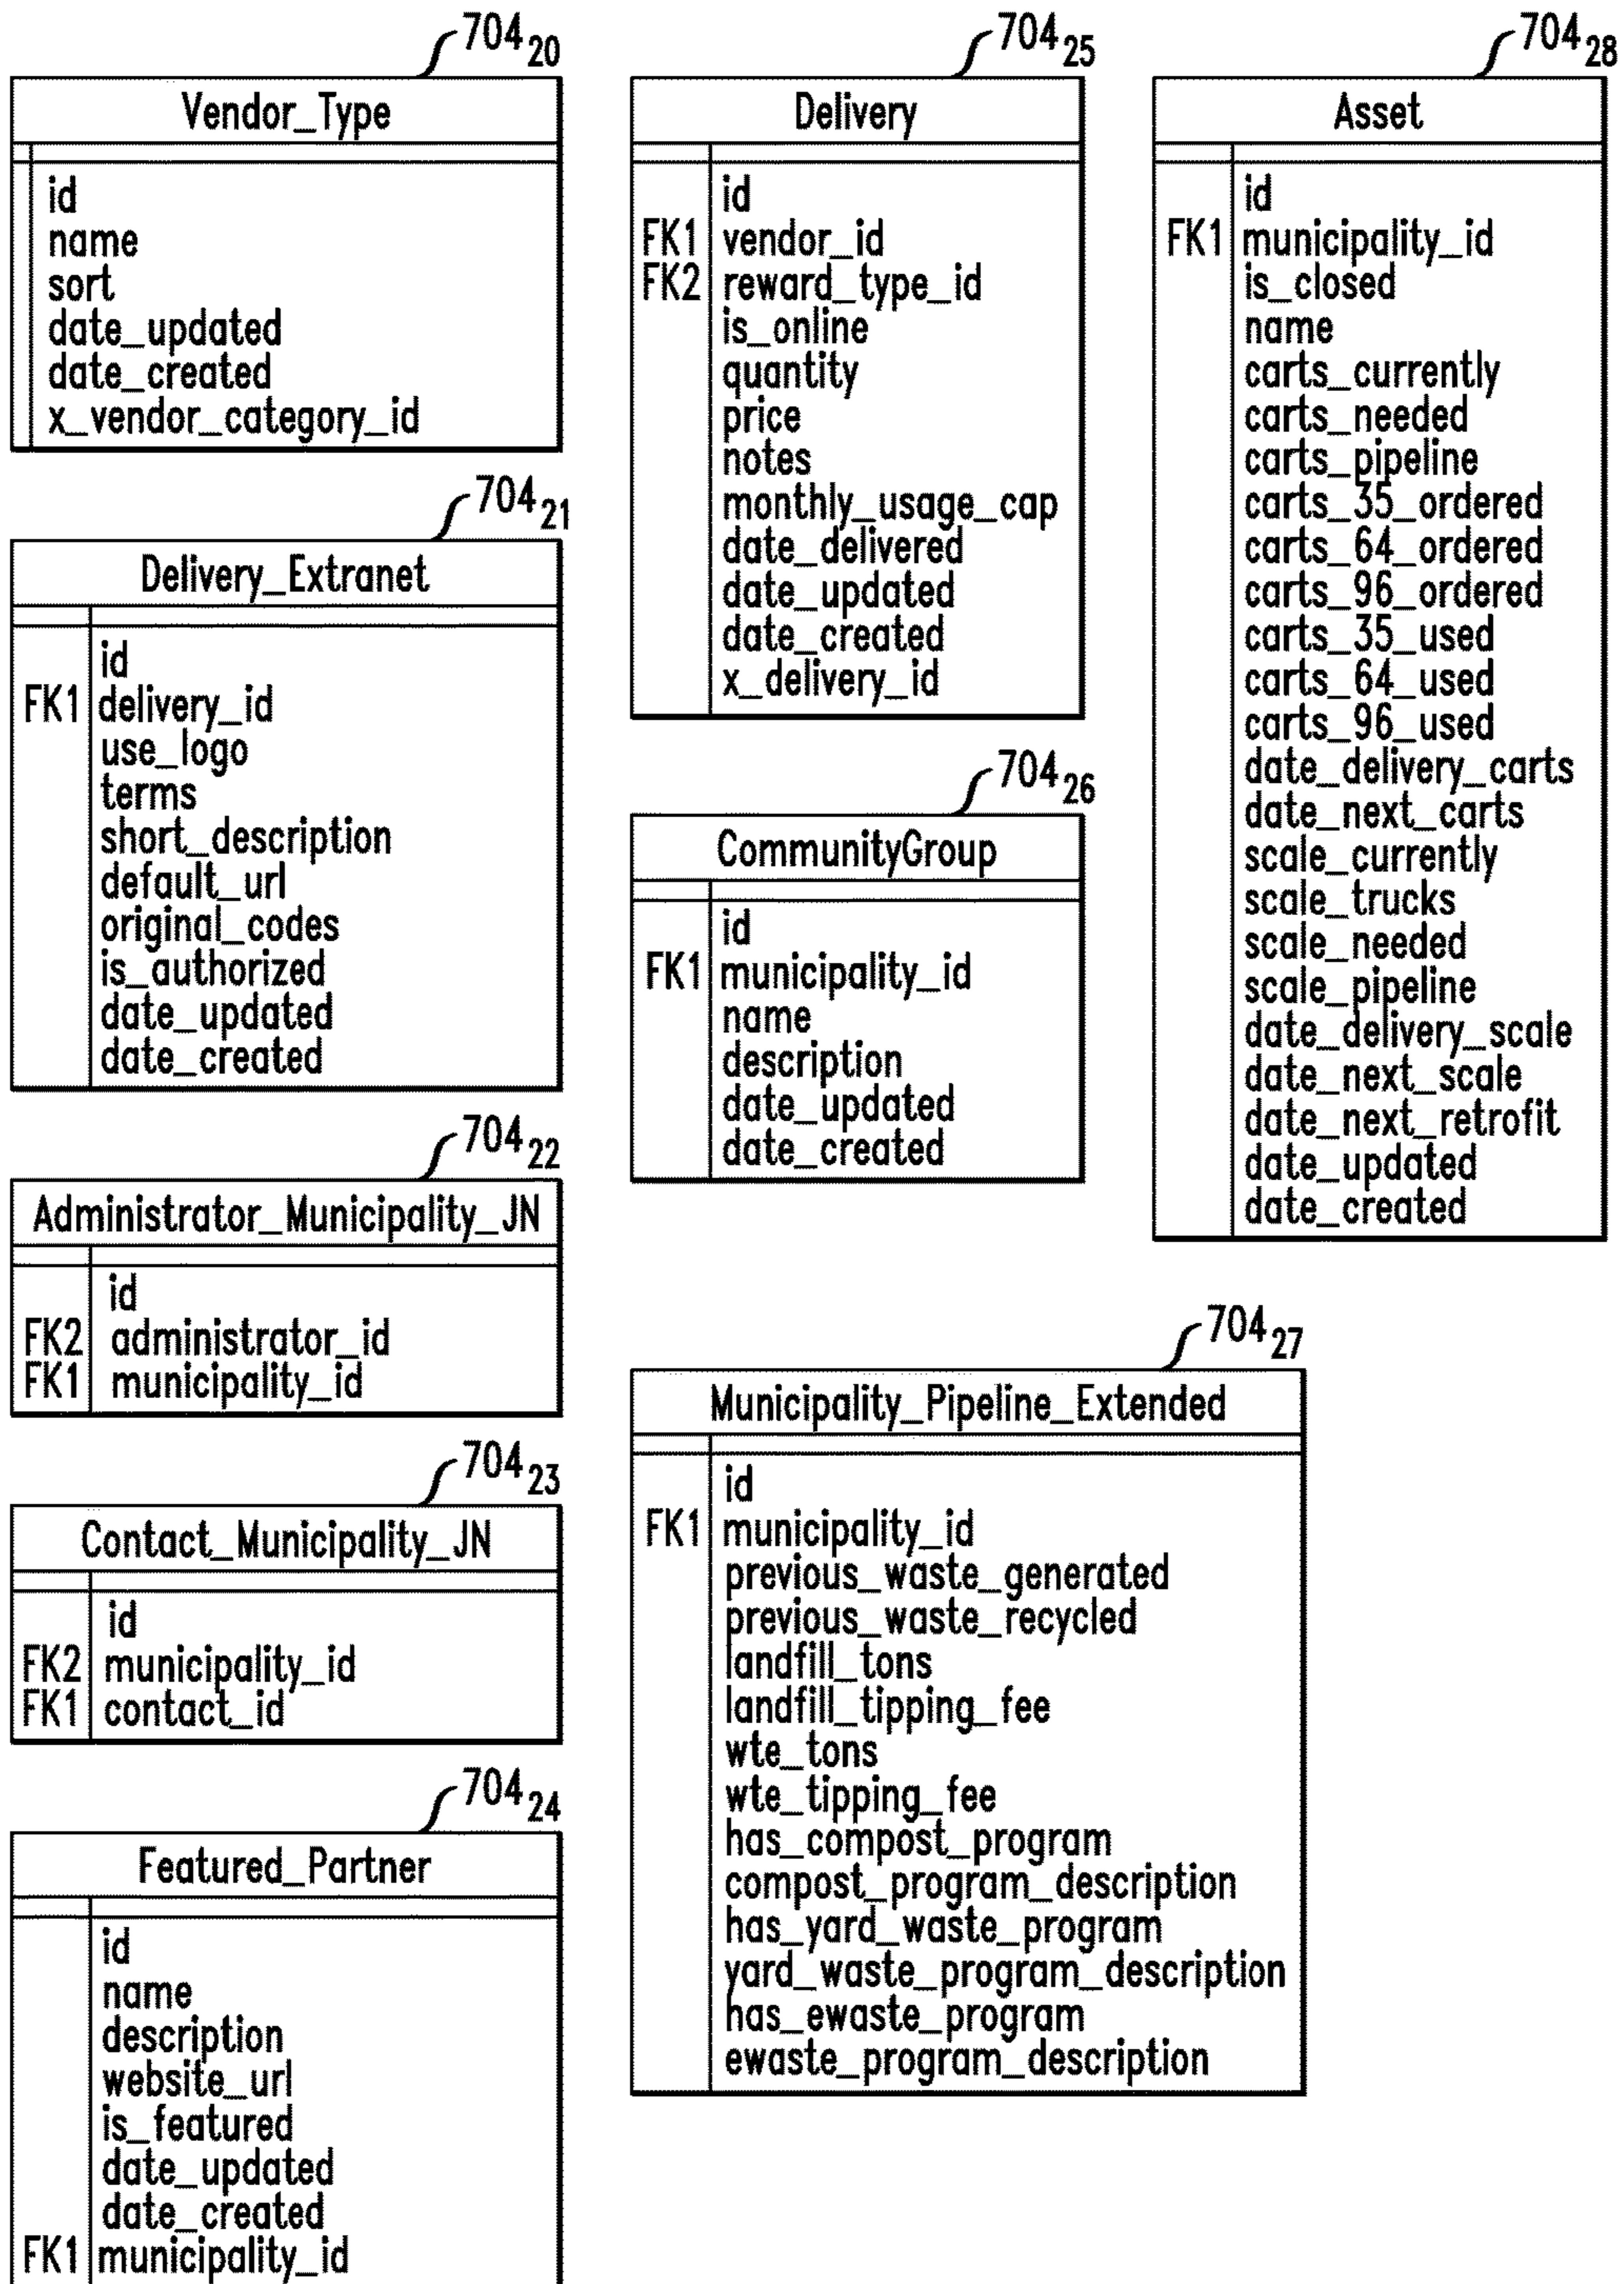 704 20
Vendor_Type
id
name
sort
date_updated
date_created
x_vendor_category_id
704 21
Delivery_Extranet
id
FK1 delivery_id
use_logo
terms
short_description
default_url
original_codes
is_authorized
date_updated
date_created
704 22
Administrator_Municipality_JN
id
FK2 administrator_id
FK1 municipality_id
704 23
Contact_Municipality_JN
id
FK2 municipality_id
FK1 contact_id
704 24
Featured_Partner
id
name
description
website_url
is_featured
date_updated
date_created
FK1 municipality_id
704 25
Delivery
id
FK1 vendor_id
FK2 reward_type_id
is_online
quantity
price
notes
monthly_usage_cap
date_delivered
date_updated
date_created
x_delivery_id
704 26
CommunityGroup
id
FK1 municipality_id
name
description
date_updated
date_created
704 27
Municipality_Pipeline_Extended
id
FK1 municipality_id
previous_waste_generated
previous_waste_recycled
landfill_tons
landfill_tipping_fee
wte_tons
wte_tipping_fee
has_compost_program
compost_program_description
has_yard_waste_program
yard_waste_program_description
has_ewaste_program
ewaste_program_description
704 28
Asset
id
FK1 municipality_id
is_closed
name
carts_currently
carts_needed
carts_pipeline
carts_35_ordered
carts_64_ordered
carts_96_ordered
carts_35_used
carts_64_used
carts_96_used
date_delivery_carts
date_next_carts
scale_currently
scale_trucks
scale_needed
scale_pipeline
date_delivery_scale
date_next_scale
date_next_retrofit
date_updated
date_created